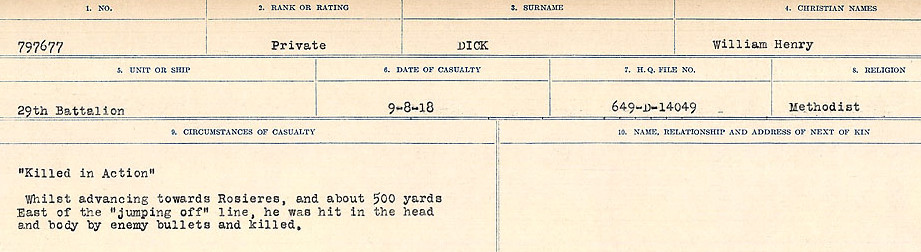 1. NO.
2. RANK OR RATING
3. SURNAME
4. CHRISTIAN NAMES
797677
Private
DICK
William Henry
5. UNIT OR SHIP
6. DATE OF CASUALTY
7. H. Q. FILE NO.
8. RELIGION
29th Battalion
9-8-18
649-D-14049
Methodist
9. CIRCUMSTANCES OF CASUALTY
10. NAME, RELATIONSHIP AND ADDRESS OF NEXT OF KIN
"Killed in Action"
Whilst advancing towards Rosieres, and about 500 yards
East of the "jumping off" line, he was hit in the head
and body by enemy bullets and killed.